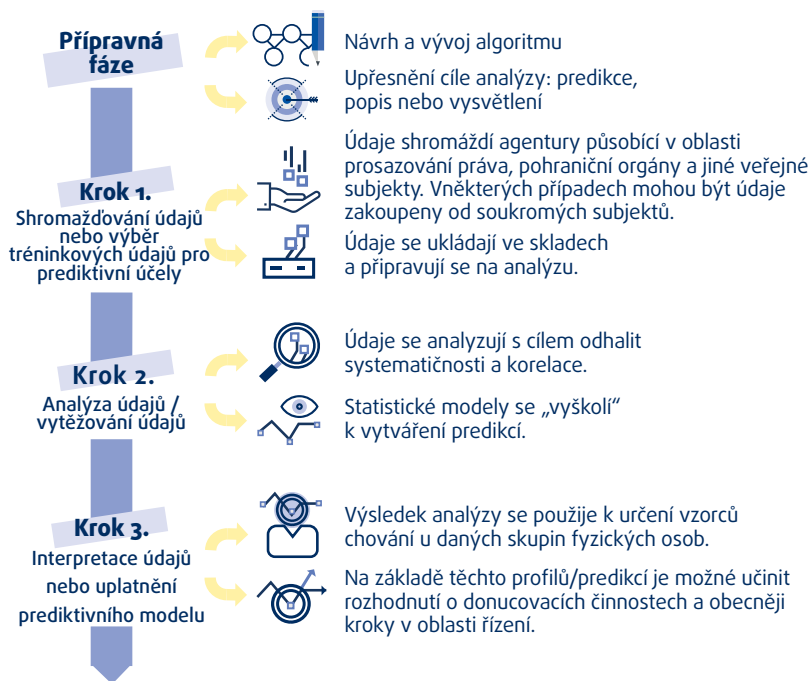 Přípravná
fáze
Návrh a vývoj algoritmu
Upřesnění cíle analýzy: predikce,
popis nebo vysvětlení
Krok 1.
Shromažďování údajů
nebo výběr
tréninkových údajů pro
prediktivní účely
Údaje shromáždí agentury působící v oblasti
prosazování práva, pohraniční orgány a jiné veřejné
subjekty. Vněkterých případech mohou být údaje
zakoupeny od soukromých subjektů.
Údaje se ukládají ve skladech
a připravují se na analýzu.
Krok 2.
Analýza údajů /
vytěžování údajů
Údaje se analyzují s cílem odhalit
systematičnosti a korelace.
Statistické modely se „vyškolí“
k vytváření predikcí.
Krok 3.
Interpretace údajů
nebo uplatnění
prediktivního modelu
Výsledek analýzy se použije k určení vzorců
chování u daných skupin fyzických osob.
Na základě těchto profilů/predikcí je možné učinit
rozhodnutí o donucovacích činnostech a obecněji
kroky v oblasti řízení.